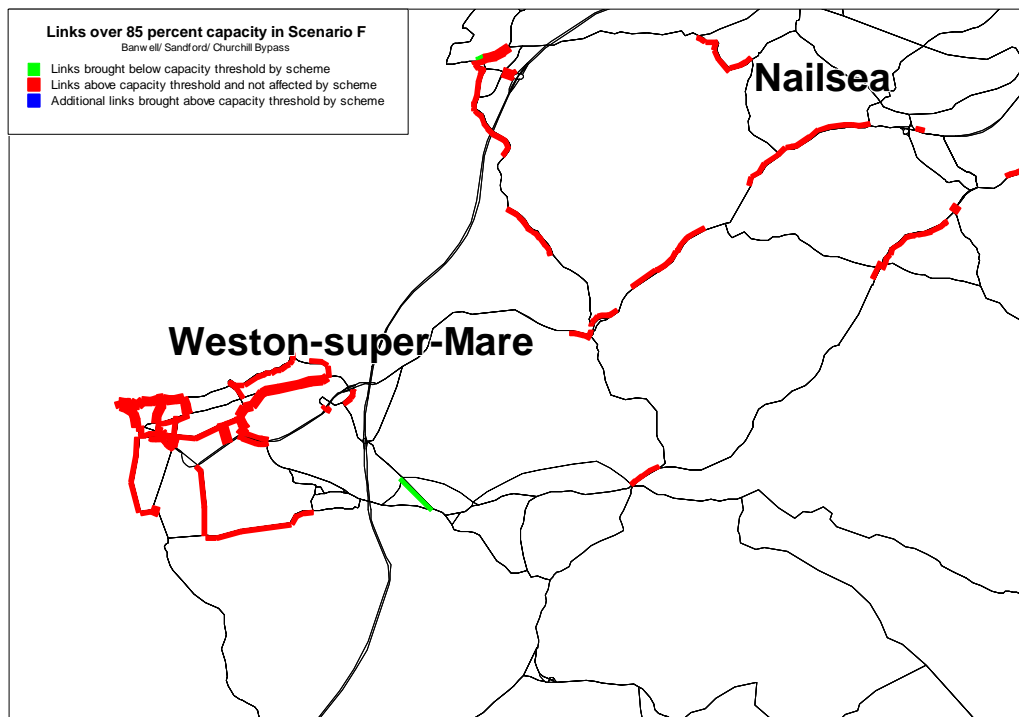 Links over 85 percent capacity in Scenario F
Banwell/ Sandford/ Churchill Bypass
Links brought below capacity threshold by scheme
Links above capacity threshold and not affected by scheme
Additional links brought above capacity threshold by scheme
Nailsea
Weston-super-Mare